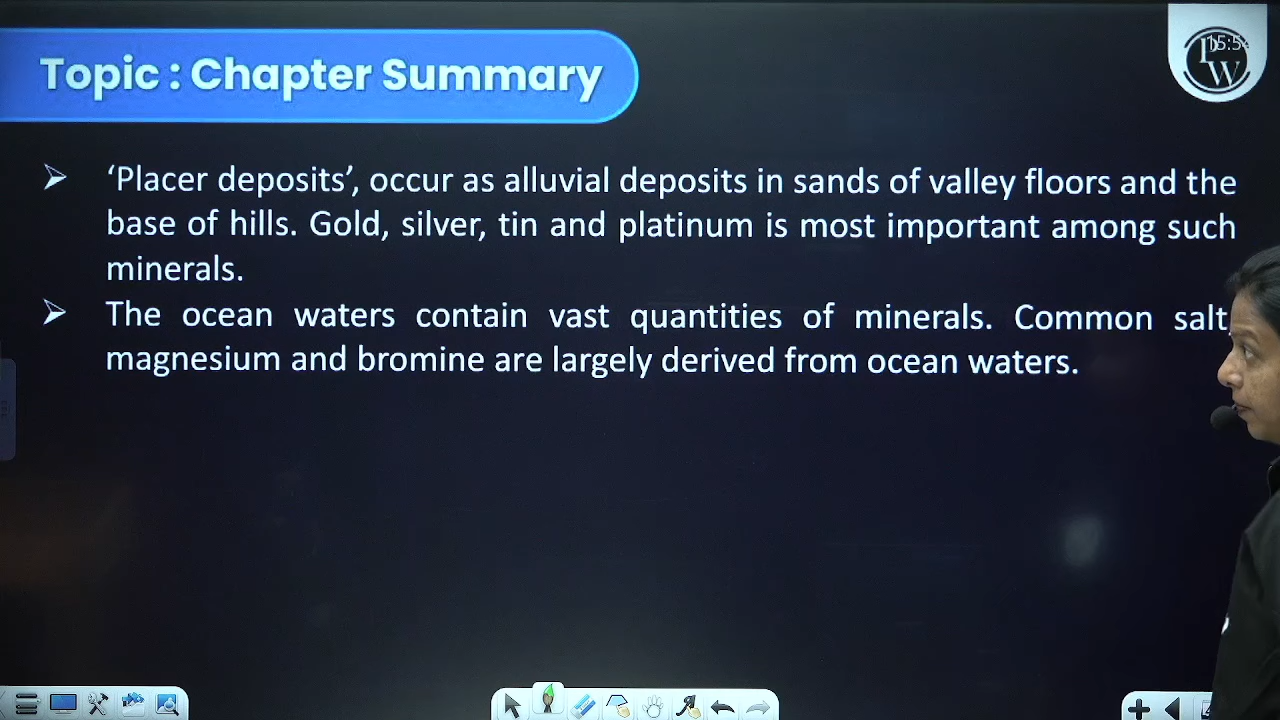 Topic : Chapter Summary
‘Placer deposits’, occur as alluvial deposits in sands of valley floors and the
base of hills. Gold, silver, tin and platinum is most important among such
minerals.
The ocean waters contain vast quantities of minerals. Common salt,
magnesium and bromine are largely derived from ocean waters.
PW